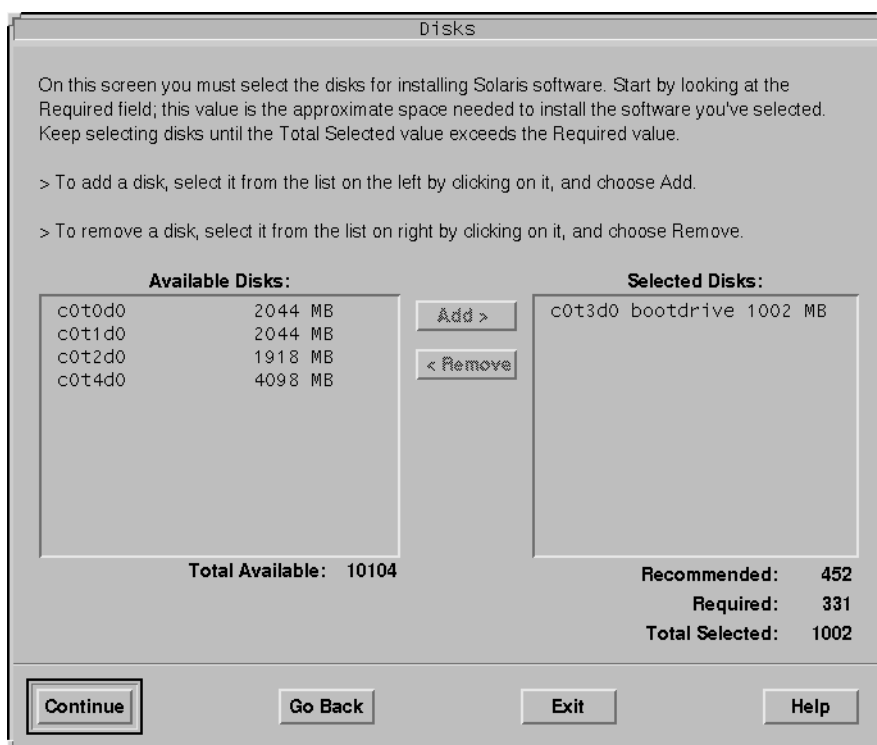 Disks
On this screen you must select the disks for installing Solaris software. Start by looking at the
Required field; this value is the approximate space needed to install the software you've selected.
Keep selecting disks until the Total Selected value exceeds the Required value.
> To add a disk, select it from the list on the left by clicking on it, and choose Add.
> To remove a disk, select it from the list on right by clicking on it, and choose Remove.
Available Disks:
c0t0d0 2044 MB
c0t1d0 2044 MB
c0t2d0 1918 MB
c0t4d0 4098 MB
Total Available: 10104
Add >
< Remove
Selected Disks:
c0t3d0 bootdrive 1002 MB
Recommended: 452
Required: 331
Total Selected: 1002
Continue Go Back Exit Help